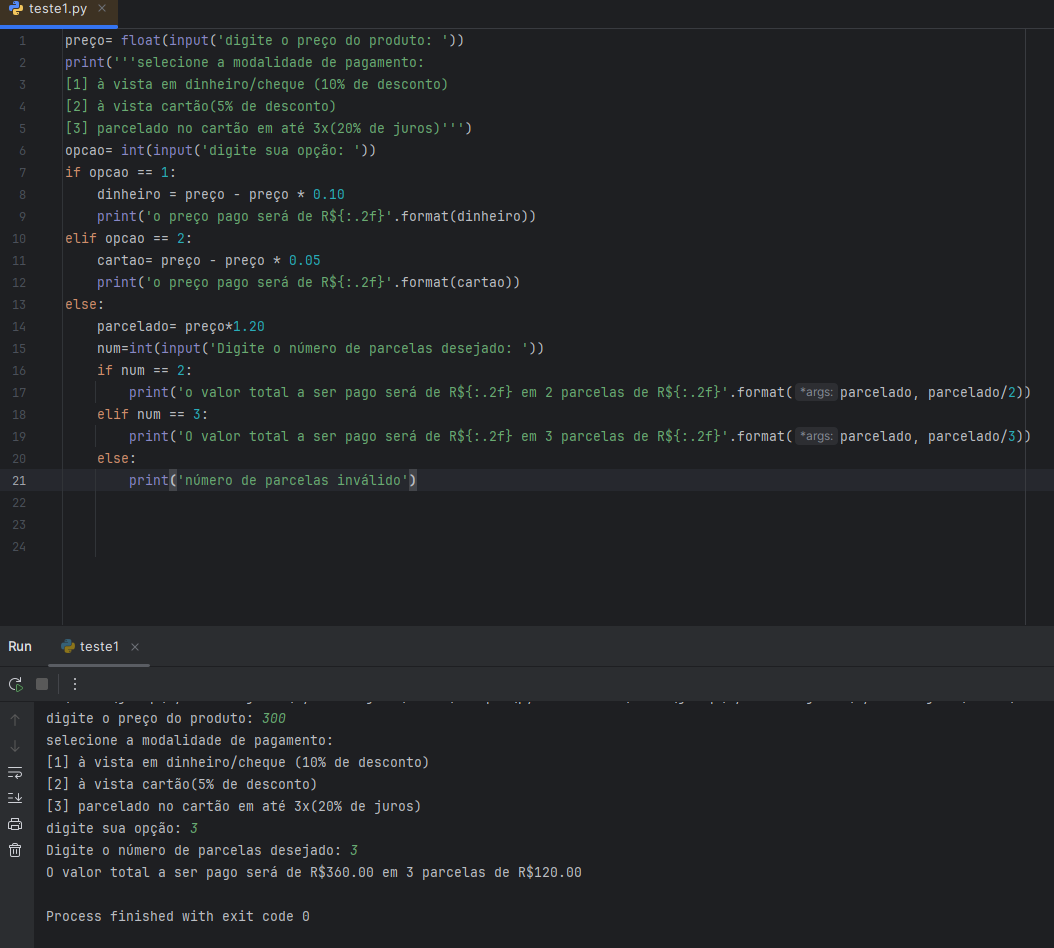 teste1.py
1 preço= float(input('digite o preço do produto: '))
2 print('''selecione a modalidade de pagamento:
3 [1] à vista em dinheiro/cheque (10% de desconto)
4 [2] à vista cartão(5% de desconto)
5 [3] parcelado no cartão em até 3x(20% de juros)''')
6 opcao= int(input('digite sua opção: '))
7 if opcao == 1:
8 dinheiro = preço - preço * 0.10
9 print('o preço pago será de R${:.2f}'.format(dinheiro))
10 elif opcao == 2:
11 cartao= preço - preço * 0.05
12 print('o preço pago será de R${:.2f}'.format(cartao))
13 else:
14 parcelado= preço*1.20
15 num=int(input('Digite o número de parcelas desejado: '))
16 if num == 2:
17 print('o valor total a ser pago será de R${:.2f} em 2 parcelas de R${:.2f}'.format( *args: parcelado, parcelado/2))
18 elif num == 3:
19 print('O valor total a ser pago será de R${:.2f} em 3 parcelas de R${:.2f}'.format( *args: parcelado, parcelado/3))
20 else:
21 print('número de parcelas inválido')
22
23
24
Run teste1
digite o preço do produto: 300
selecione a modalidade de pagamento:
[1] à vista em dinheiro/cheque (10% de desconto)
[2] à vista cartão(5% de desconto)
[3] parcelado no cartão em até 3x(20% de juros)
digite sua opção: 3
Digite o número de parcelas desejado: 3
O valor total a ser pago será de R$360.00 em 3 parcelas de R$120.00
Process finished with exit code 0